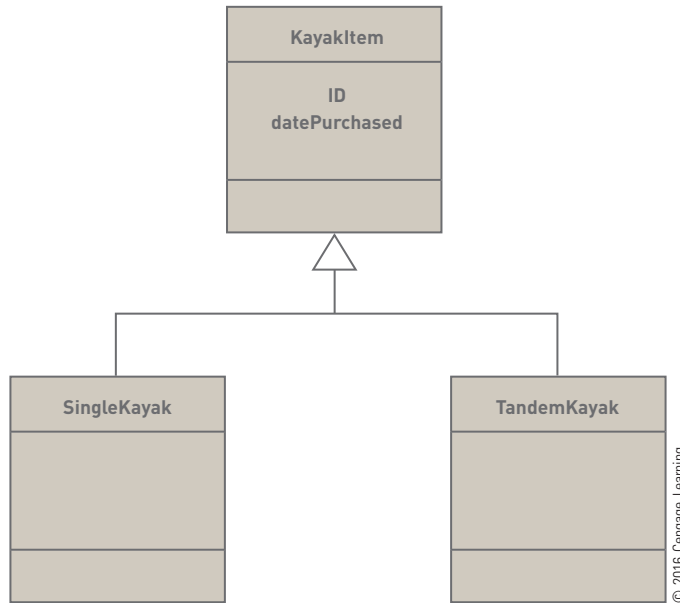 KayakItem
ID
datePurchased
SingleKayak
TandemKayak
© 2016 Cengage Learning